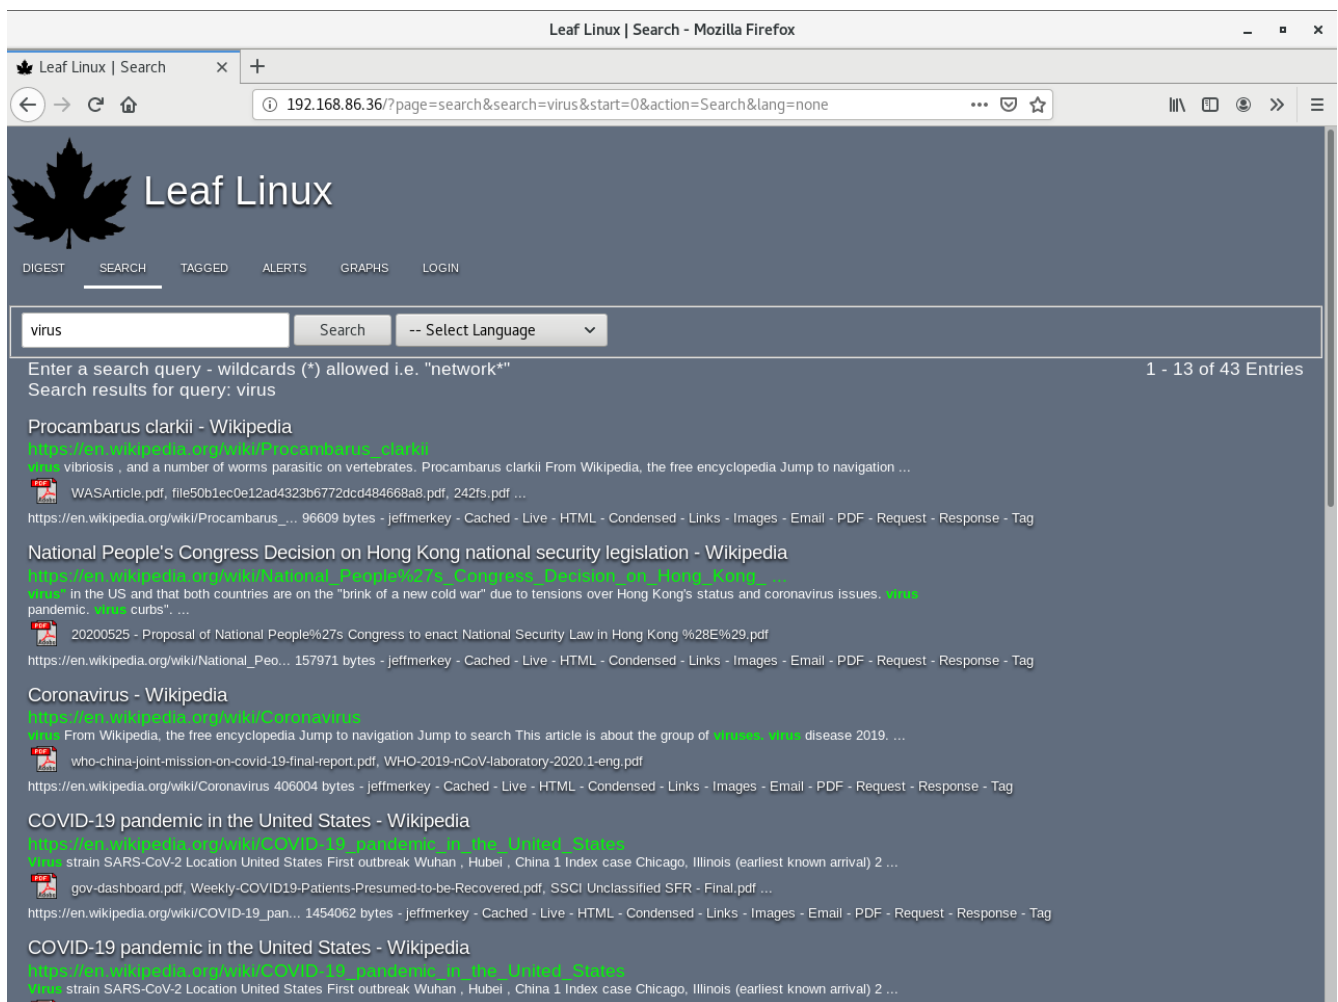 Leaf Linux | Search - Mozilla Firefox
Leaf Linux | Search
192.168.86.36/?page=search&search=virus&start=0&action=Search&lang=none
Leaf Linux
DIGEST SEARCH TAGGED ALERTS GRAPHS LOGIN
virus Search -- Select Language
Enter a search query - wildcards (*) allowed i.e. "network*" 1 - 13 of 43 Entries
Search results for query: virus
Procambarus clarkii - Wikipedia
https://en.wikipedia.org/wiki/Procambarus_clarkii
virus vibriosis , and a number of worms parasitic on vertebrates. Procambarus clarkii From Wikipedia, the free encyclopedia Jump to navigation ...
PDF Adobe WASArticle.pdf, file50b1ec0e12ad4323b6772dcd484668a8.pdf, 242fs.pdf ...
https://en.wikipedia.org/wiki/Procambarus_... 96609 bytes - jeffmerkey - Cached - Live - HTML - Condensed - Links - Images - Email - PDF - Request - Response - Tag
National People's Congress Decision on Hong Kong national security legislation - Wikipedia
https://en.wikipedia.org/wiki/National_People%27s_Congress_Decision_on_Hong_Kong_ ...
virus" in the US and that both countries are on the "brink of a new cold war" due to tensions over Hong Kong's status and coronavirus issues. virus
pandemic. virus curbs". ...
PDF Adobe 20200525 - Proposal of National People%27s Congress to enact National Security Law in Hong Kong %28E%29.pdf
https://en.wikipedia.org/wiki/National_Peo... 157971 bytes - jeffmerkey - Cached - Live - HTML - Condensed - Links - Images - Email - PDF - Request - Response - Tag
Coronavirus - Wikipedia
https://en.wikipedia.org/wiki/Coronavirus
virus From Wikipedia, the free encyclopedia Jump to navigation Jump to search This article is about the group of viruses. virus disease 2019. ...
PDF Adobe who-china-joint-mission-on-covid-19-final-report.pdf, WHO-2019-nCoV-laboratory-2020.1-eng.pdf
https://en.wikipedia.org/wiki/Coronavirus 406004 bytes - jeffmerkey - Cached - Live - HTML - Condensed - Links - Images - Email - PDF - Request - Response - Tag
COVID-19 pandemic in the United States - Wikipedia
https://en.wikipedia.org/wiki/COVID-19_pandemic_in_the_United_States
Virus strain SARS-CoV-2 Location United States First outbreak Wuhan , Hubei , China 1 Index case Chicago, Illinois (earliest known arrival) 2 ...
PDF Adobe gov-dashboard.pdf, Weekly-COVID19-Patients-Presumed-to-be-Recovered.pdf, SSCI Unclassified SFR - Final.pdf ...
https://en.wikipedia.org/wiki/COVID-19_pan... 1454062 bytes - jeffmerkey - Cached - Live - HTML - Condensed - Links - Images - Email - PDF - Request - Response - Tag
COVID-19 pandemic in the United States - Wikipedia
https://en.wikipedia.org/wiki/COVID-19_pandemic_in_the_United_States
Virus strain SARS-CoV-2 Location United States First outbreak Wuhan , Hubei , China 1 Index case Chicago, Illinois (earliest known arrival) 2 ...